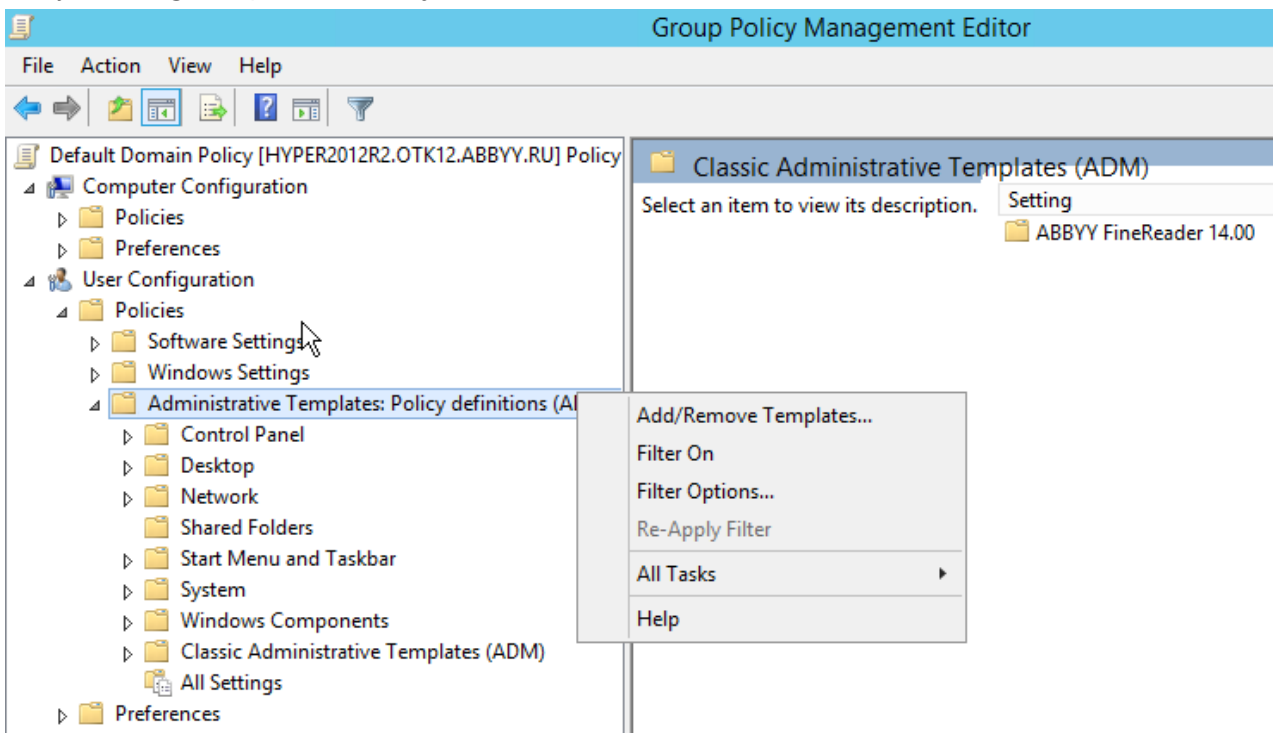 Group Policy Management Editor
File Action View Help
Default Domain Policy [HYPER2012R2.OTK12.ABBYY.RU] Policy
Computer Configuration
Policies
Preferences
User Configuration
Policies
Software Settings
Windows Settings
Administrative Templates: Policy definitions
Control Panel
Desktop
Network
Shared Folders
Start Menu and Taskbar
System
Windows Components
Classic Administrative Templates (ADM)
All Settings
Preferences
Classic Administrative Templates (ADM)
Select an item to view its description.
Setting
ABBYY FineReader 14.00
Add/Remove Templates...
Filter On
Filter Options...
Re-Apply Filter
All Tasks
Help